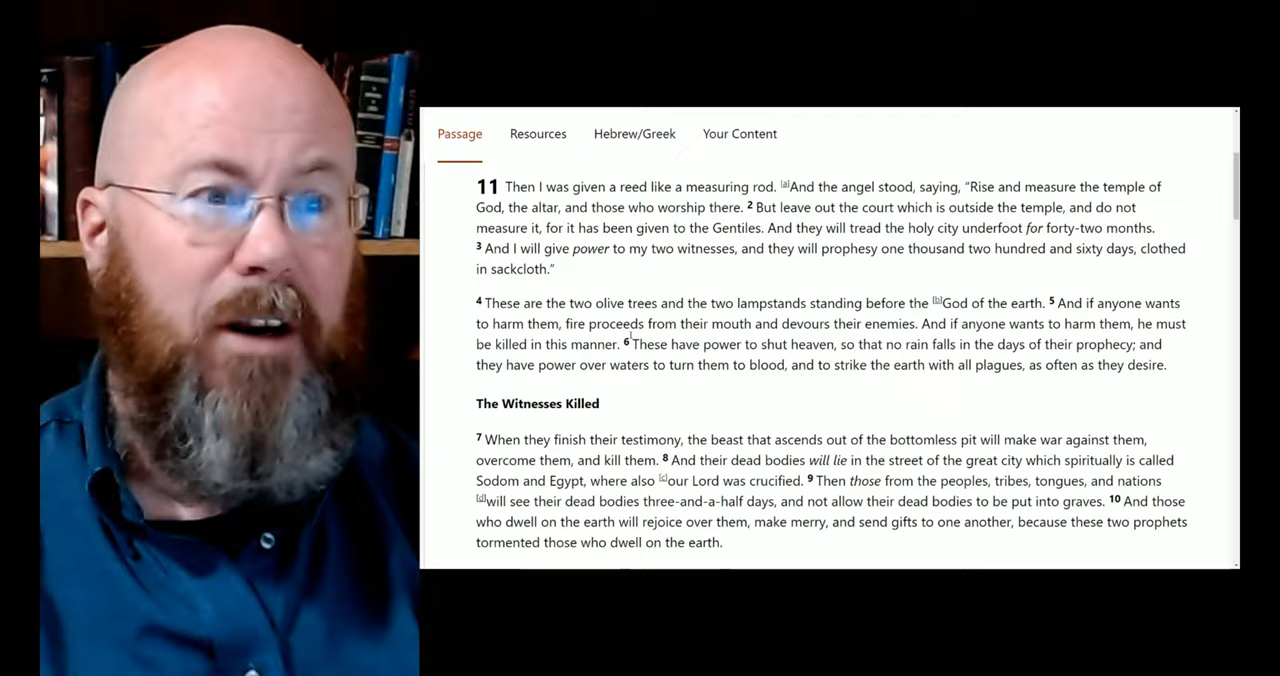 Passage Resources Hebrew/Greek Your Content
11 Then I was given a reed like a measuring rod. [a]And the angel stood, saying, “Rise and measure the temple of
God, the altar, and those who worship there. 2 But leave out the court which is outside the temple, and do not
measure it, for it has been given to the Gentiles. And they will tread the holy city underfoot for forty-two months.
3 And I will give power to my two witnesses, and they will prophesy one thousand two hundred and sixty days, clothed
in sackcloth.”
4 These are the two olive trees and the two lampstands standing before the [b]God of the earth. 5 And if anyone wants
to harm them, fire proceeds from their mouth and devours their enemies. And if anyone wants to harm them, he must
be killed in this manner. 6 These have power to shut heaven, so that no rain falls in the days of their prophecy; and
they have power over waters to turn them to blood, and to strike the earth with all plagues, as often as they desire.
The Witnesses Killed
7 When they finish their testimony, the beast that ascends out of the bottomless pit will make war against them,
overcome them, and kill them. 8 And their dead bodies will lie in the street of the great city which spiritually is called
Sodom and Egypt, where also [c]our Lord was crucified. 9 Then those from the peoples, tribes, tongues, and nations
[d]will see their dead bodies three-and-a-half days, and not allow their dead bodies to be put into graves. 10 And those
who dwell on the earth will rejoice over them, make merry, and send gifts to one another, because these two prophets
tormented those who dwell on the earth.